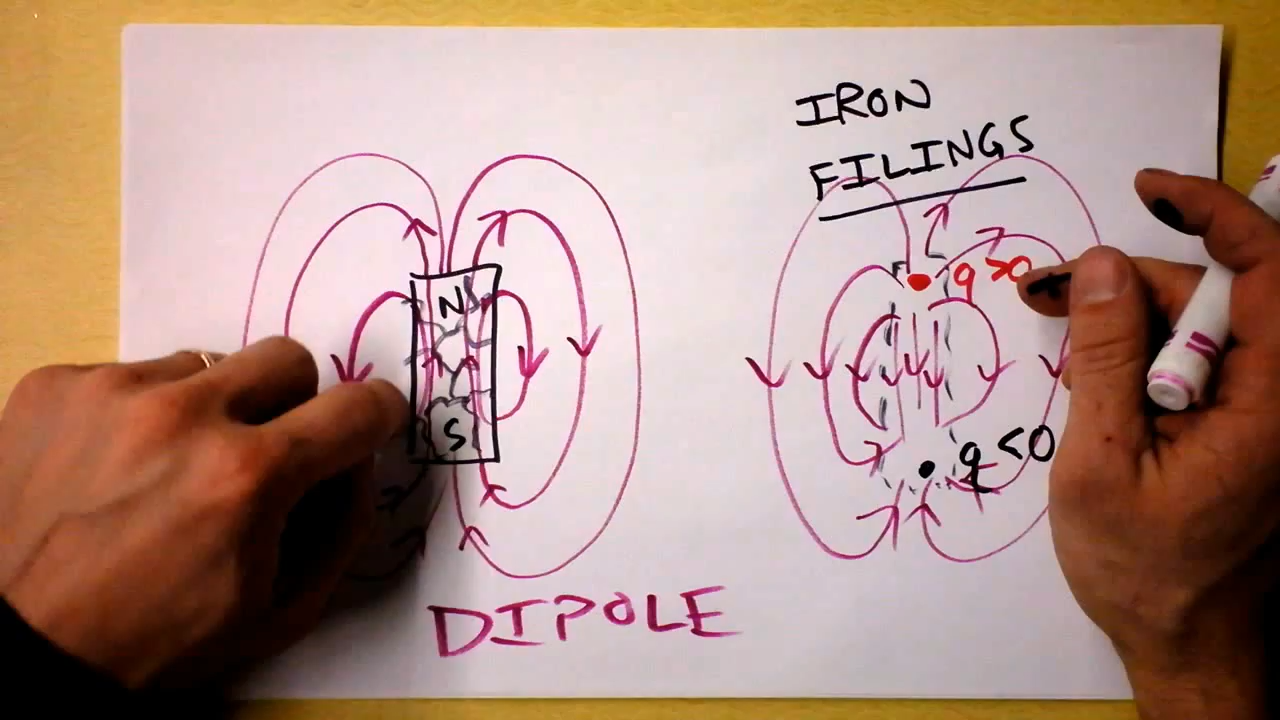 IRON
FILINGS
N
S
q >0
q <0
DIPOLE